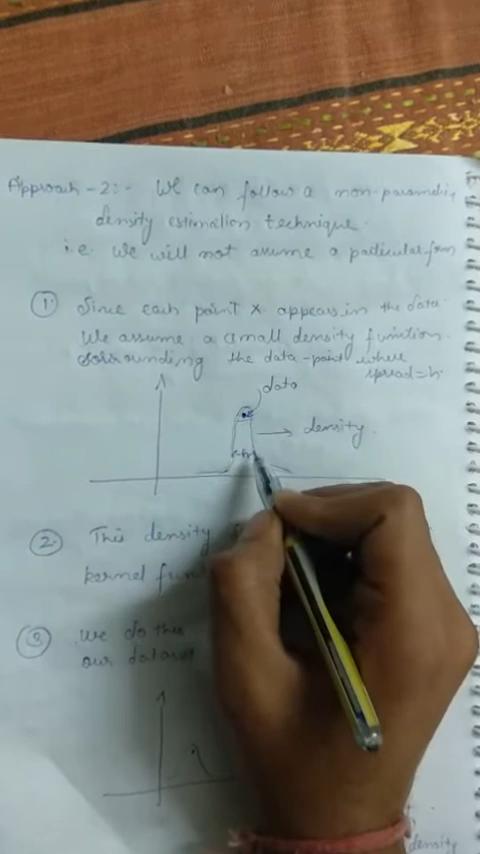 Approach - 2:- We can follow a non-parametric
density estimation technique.
i.e. we will not assume a particular form
① Since each point x appears in the data
We assume a small density function
surrounding the data-point where
spread=h.
data
density.
② This density
kernel
③ We do this
our dataset
density